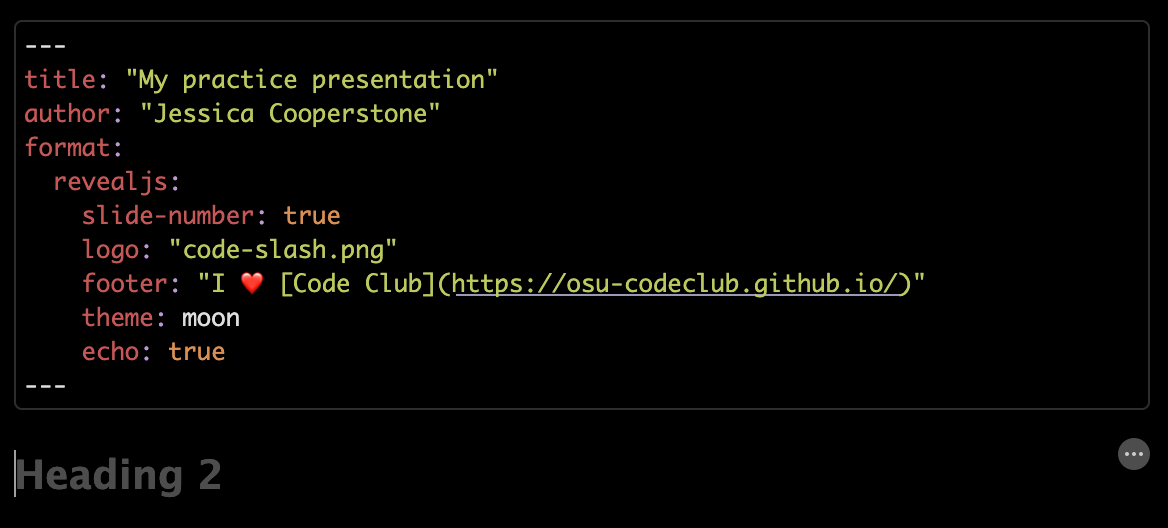 ---
title: "My practice presentation"
author: "Jessica Cooperstone"
format:
  revealjs:
    slide-number: true
    logo: "code-slash.png"
    footer: "I ❤️ [Code Club](https://osu-codeclub.github.io/)"
    theme: moon
    echo: true
---
Heading 2